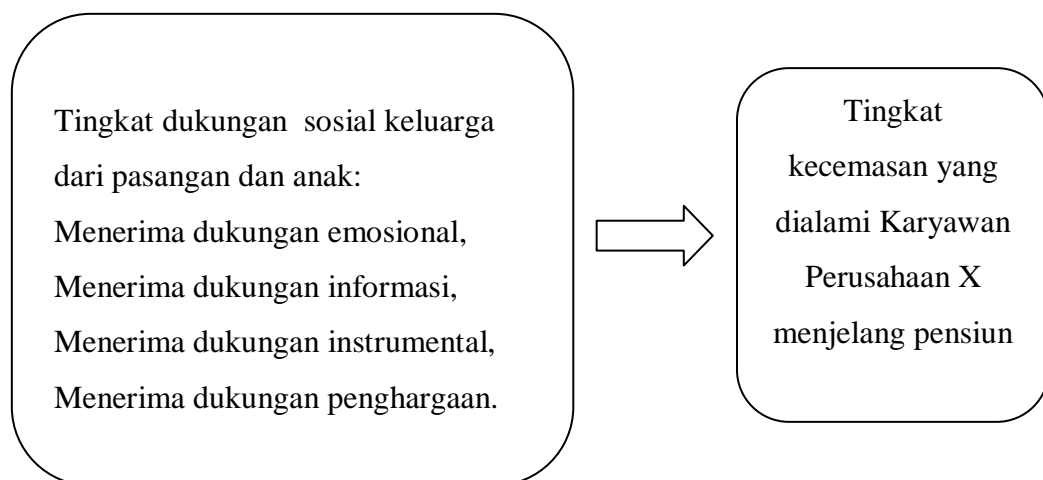 Tingkat dukungan sosial keluarga
dari pasangan dan anak:
Menerima dukungan emosional,
Menerima dukungan informasi,
Menerima dukungan instrumental,
Menerima dukungan penghargaan.
Tingkat
kecemasan yang
dialami Karyawan
Perusahaan X
menjelang pensiun